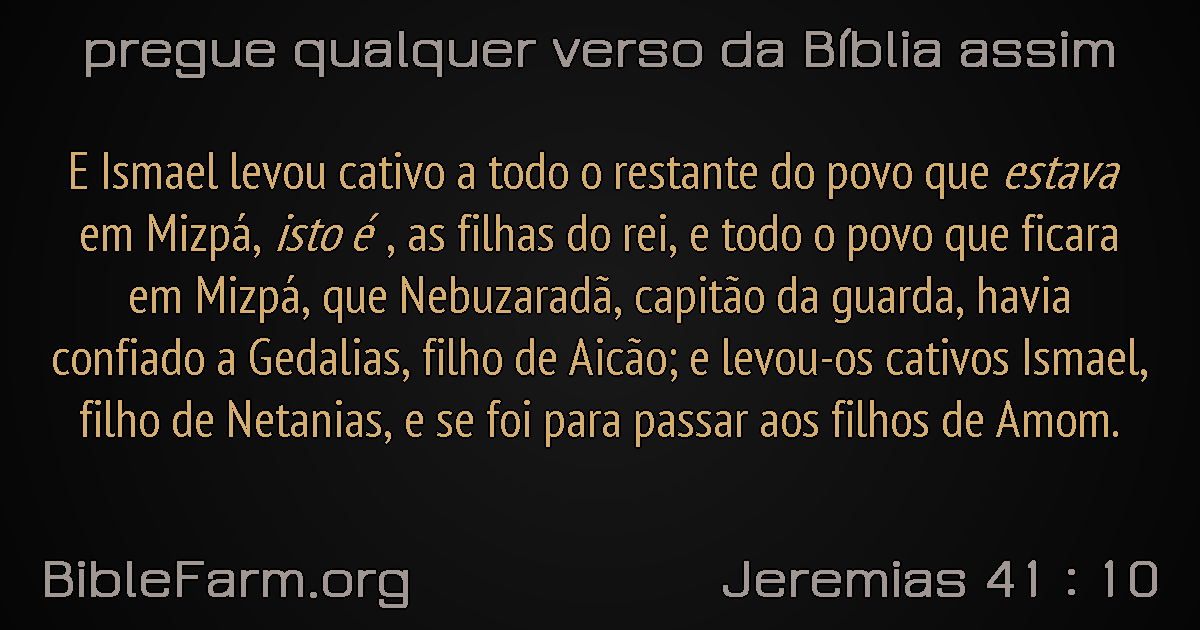 pregue qualquer verso da Bíblia assim
E Ismael levou cativo a todo o restante do povo que estava
em Mizpá, isto é , as filhas do rei, e todo o povo que ficara
em Mizpá, que Nebuzaradã, capitão da guarda, havia
confiado a Gedalias, filho de Aicão; e levou-os cativos Ismael,
filho de Netanias, e se foi para passar aos filhos de Amom.
BibleFarm.org
Jeremias 41 : 10